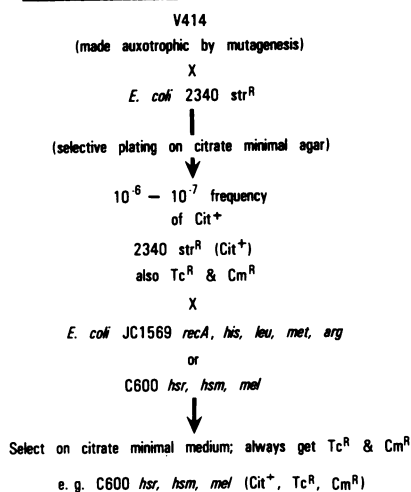 V414
(made auxotrophic by mutagenesis)
X
E. coli 2340 str^R
(selective plating on citrate minimal agar)
10^-6 – 10^-7 frequency
of Cit^+
2340 str^R (Cit^+)
also Tc^R & Cm^R
X
E. coli JC1569 recA, his, leu, met, arg
or
C600 hsr, hsm, mel
Select on citrate minimal medium; always get Tc^R & Cm^R
e. g. C600 hsr, hsm, mel (Cit^+, Tc^R, Cm^R)